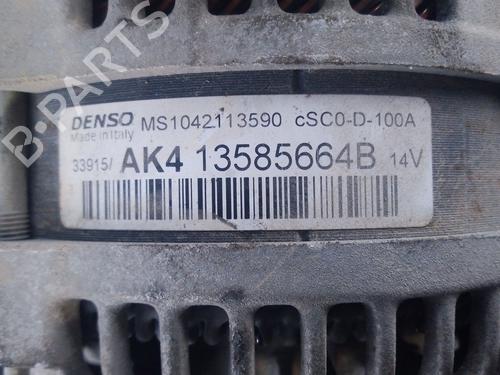 B-PARTS
DENSO MS1042113590 cSC0-D-100A
Made in Italy
33915/ AK4 13585664B 14V